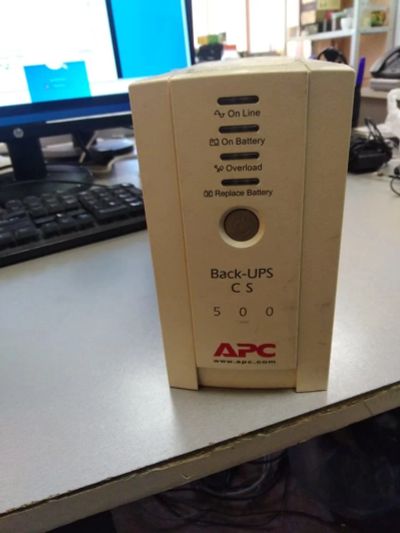 On Line
On Battery
Overload
Replace Battery
Back-UPS
CS
500
APC
www.apc.com